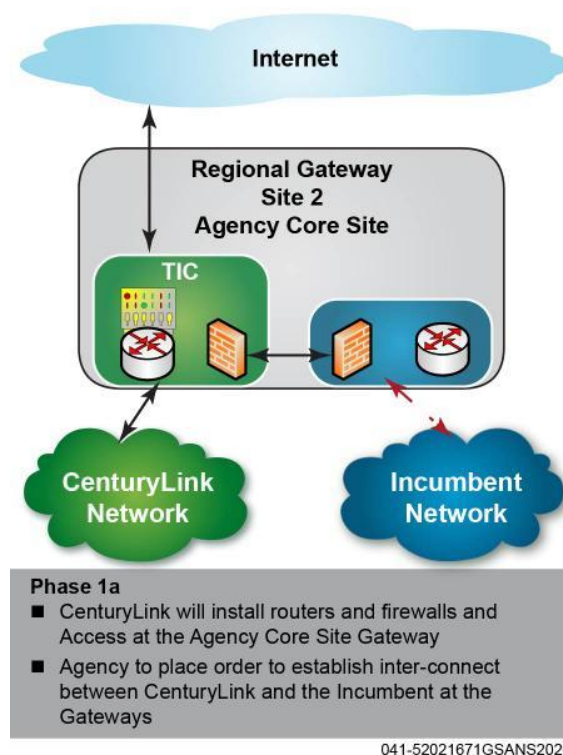 Internet
Regional Gateway
Site 2
Agency Core Site
TIC
CenturyLink
Network
Incumbent
Network
Phase 1a
■ CenturyLink will install routers and firewalls and
Access at the Agency Core Site Gateway
■ Agency to place order to establish inter-connect
between CenturyLink and the Incumbent at the
Gateways
041-52021671GSANS202